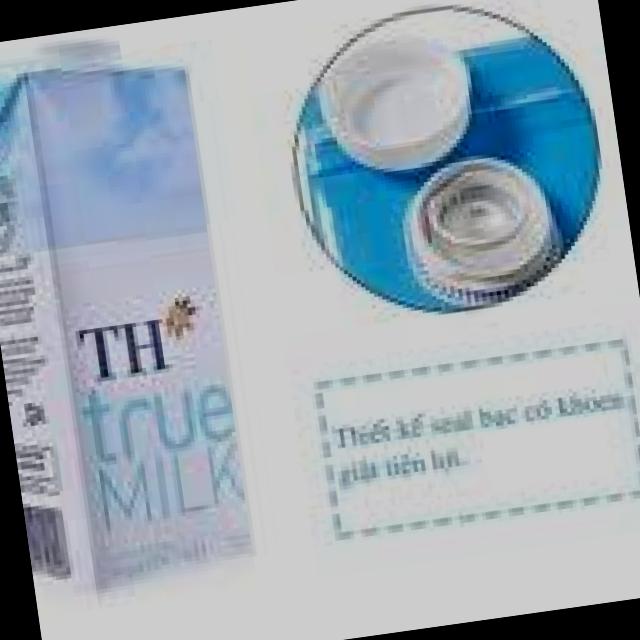 TH
true
MILK
Thiết kế seal bạc có khoen
giật tiện lợi.